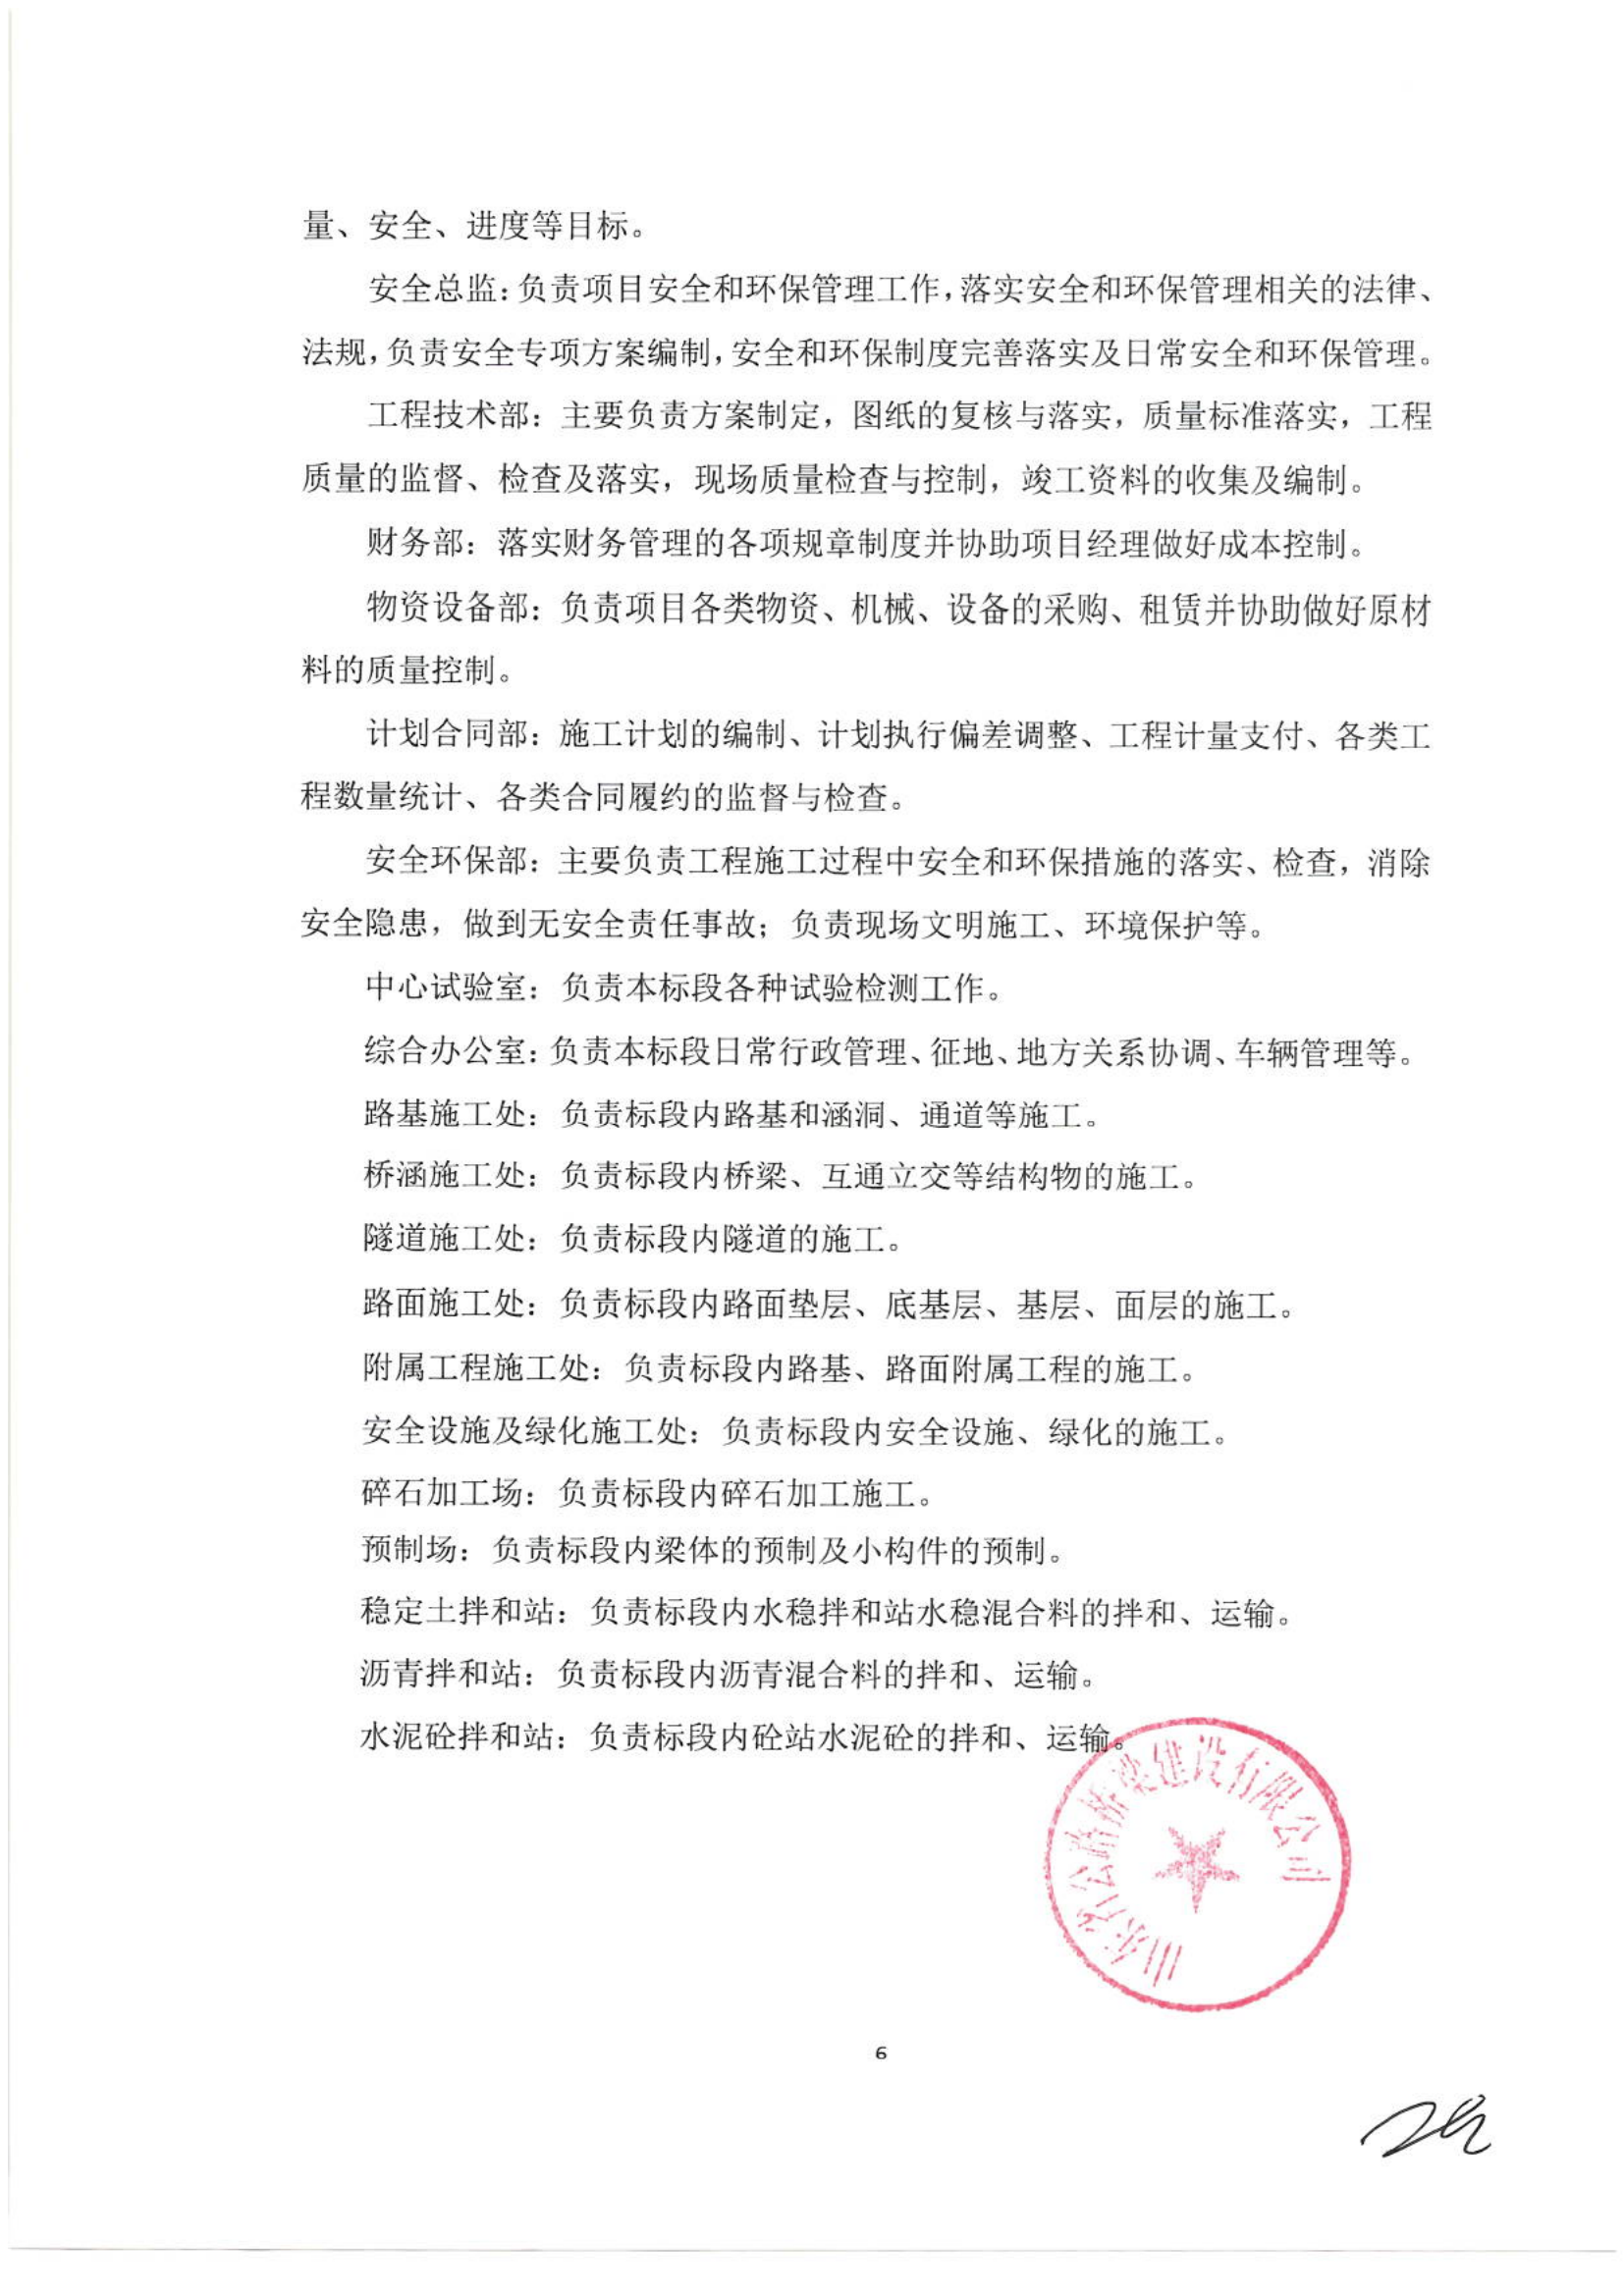 量、安全、进度等目标。
安全总监：负责项目安全和环保管理工作，落实安全和环保管理相关的法律、
法规，负责安全专项方案编制，安全和环保制度完善落实及日常安全和环保管理。
工程技术部：主要负责方案制定，图纸的复核与落实，质量标准落实，工程
质量的监督、检查及落实，现场质量检查与控制，竣工资料的收集及编制。
财务部：落实财务管理的各项规章制度并协助项目经理做好成本控制。
物资设备部：负责项目各类物资、机械、设备的采购、租赁并协助做好原材
料的质量控制。
计划合同部：施工计划的编制、计划执行偏差调整、工程计量支付、各类工
程数量统计、各类合同履约的监督与检查。
安全环保部：主要负责工程施工过程中安全和环保措施的落实、检查，消除
安全隐患，做到无安全责任事故；负责现场文明施工、环境保护等。
中心试验室：负责本标段各种试验检测工作。
综合办公室：负责本标段日常行政管理、征地、地方关系协调、车辆管理等。
路基施工处：负责标段内路基和涵洞、通道等施工。
桥涵施工处：负责标段内桥梁、互通立交等结构物的施工。
隧道施工处：负责标段内隧道的施工。
路面施工处：负责标段内路面垫层、底基层、基层、面层的施工。
附属工程施工处：负责标段内路基、路面附属工程的施工。
安全设施及绿化施工处：负责标段内安全设施、绿化的施工。
碎石加工场：负责标段内碎石加工施工。
预制场：负责标段内梁体的预制及小构件的预制。
稳定土拌和站：负责标段内水稳拌和站水稳混合料的拌和、运输。
沥青拌和站：负责标段内沥青混合料的拌和、运输。
水泥砼拌和站：负责标段内砼站水泥砼的拌和、运输。
山东省公路桥梁建设有限公司
6